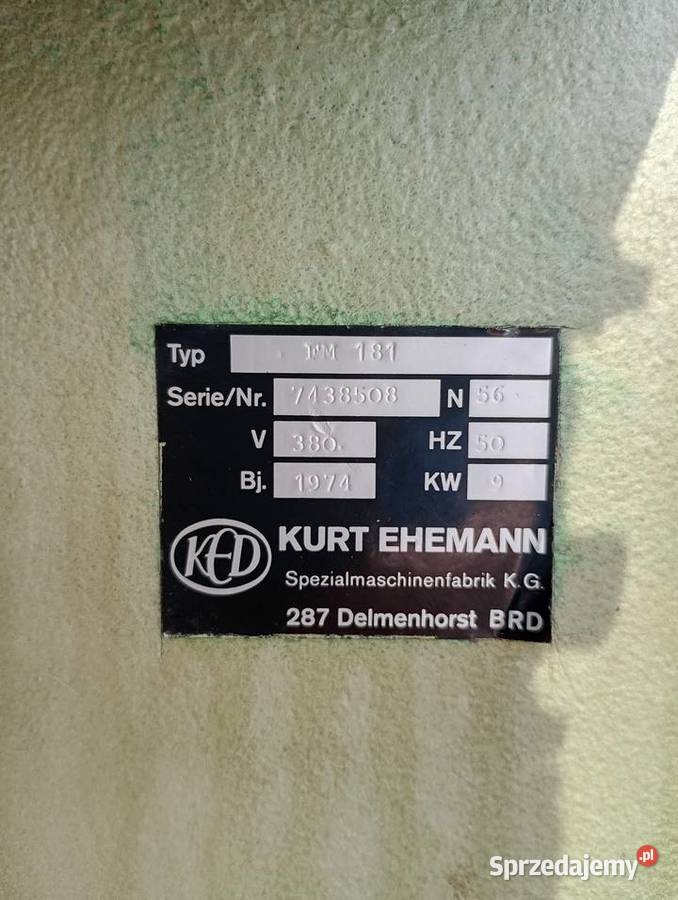 Typ FM 181
Serie/Nr. 7438508 N 56
V 380 HZ 50
Bj. 1974 KW 9
KED KURT EHEMANN
Spezialmaschinenfabrik K.G.
287 Delmenhorst BRD
Sprzedajemy.pl